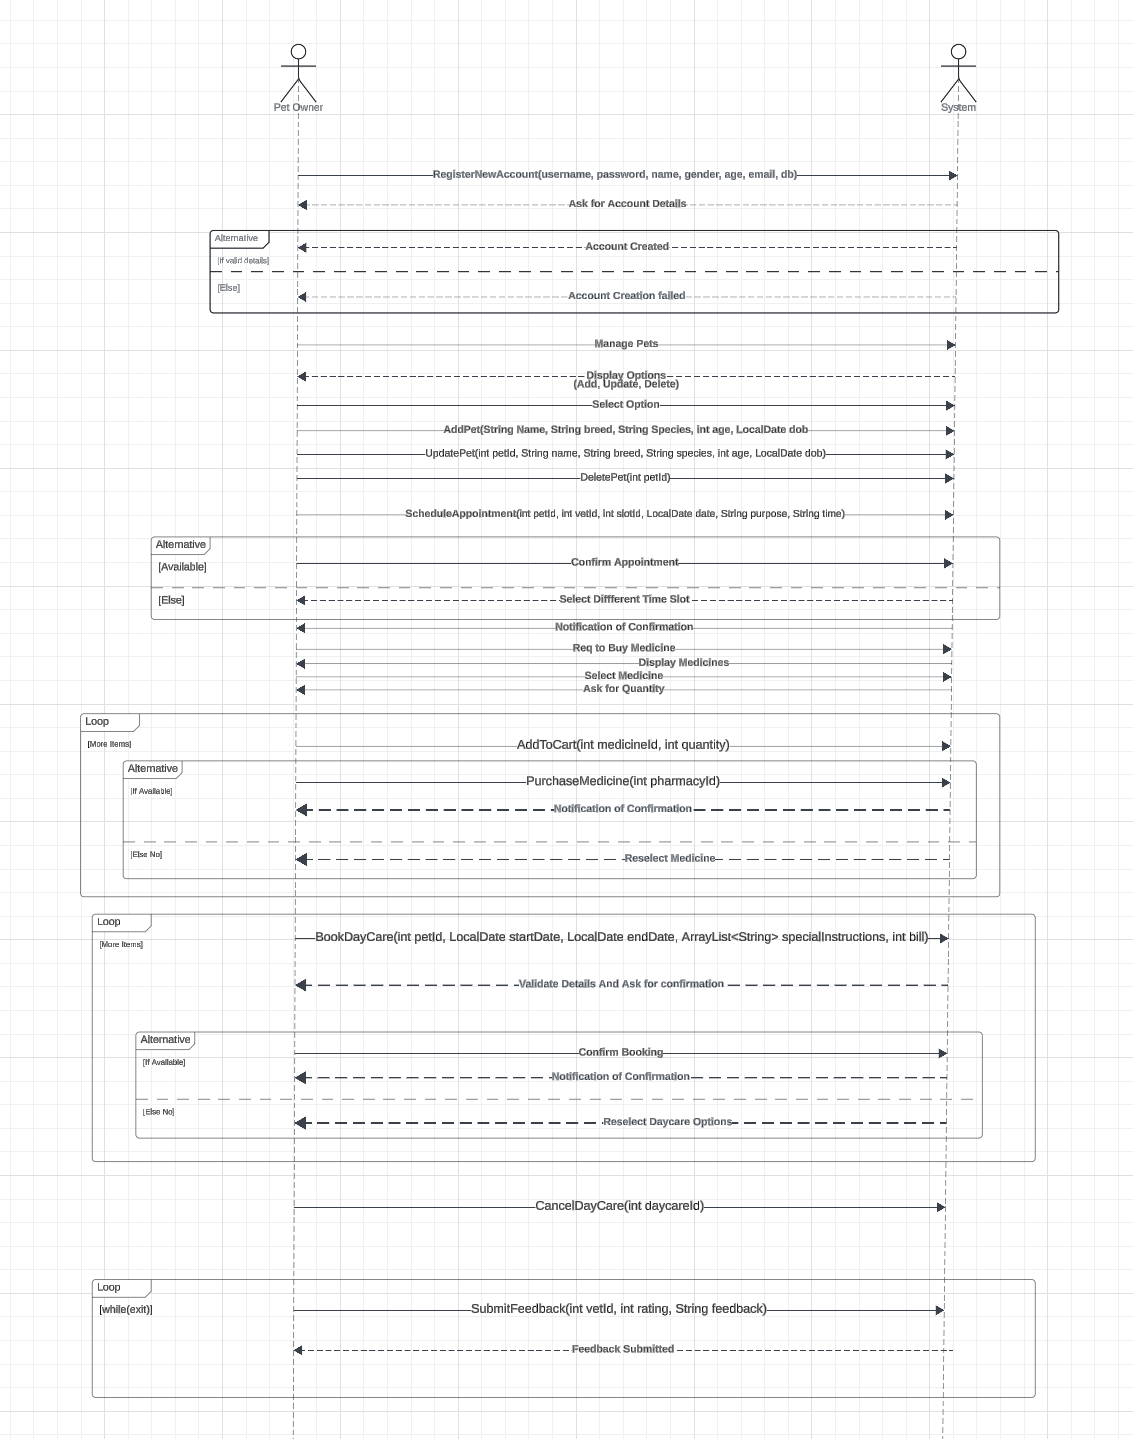 Pet Owner
System
RegisterNewAccount(username, password, name, gender, age, email, db)
Ask for Account Details
Alternative
Account Created
[If valid details]
[Else]
Account Creation failed
Manage Pets
Display Options
(Add, Update, Delete)
Select Option
AddPet(String Name, String breed, String Species, int age, LocalDate dob
UpdatePet(int petId, String name, String breed, String species, int age, LocalDate dob)
DeletePet(int petId)
ScheduleAppointment(int petId, int vetId, int slotId, LocalDate date, String purpose, String time)
Alternative
[Available]
Confirm Appointment
[Else]
Select Diffferent Time Slot
Notification of Confirmation
Req to Buy Medicine
Display Medicines
Select Medicine
Ask for Quantity
Loop
[More Items]
AddToCart(int medicineId, int quantity)
Alternative
PurchaseMedicine(int pharmacyId)
[If Available]
Notification of Confirmation
[Else No]
Reselect Medicine
Loop
[More Items]
BookDayCare(int petId, LocalDate startDate, LocalDate endDate, ArrayList<String> specialInstructions, int bill)
Validate Details And Ask for confirmation
Alternative
Confirm Booking
[If Available]
Notification of Confirmation
[Else No]
Reselect Daycare Options
CancelDayCare(int daycareId)
Loop
[while(exit)]
SubmitFeedback(int vetId, int rating, String feedback)
Feedback Submitted